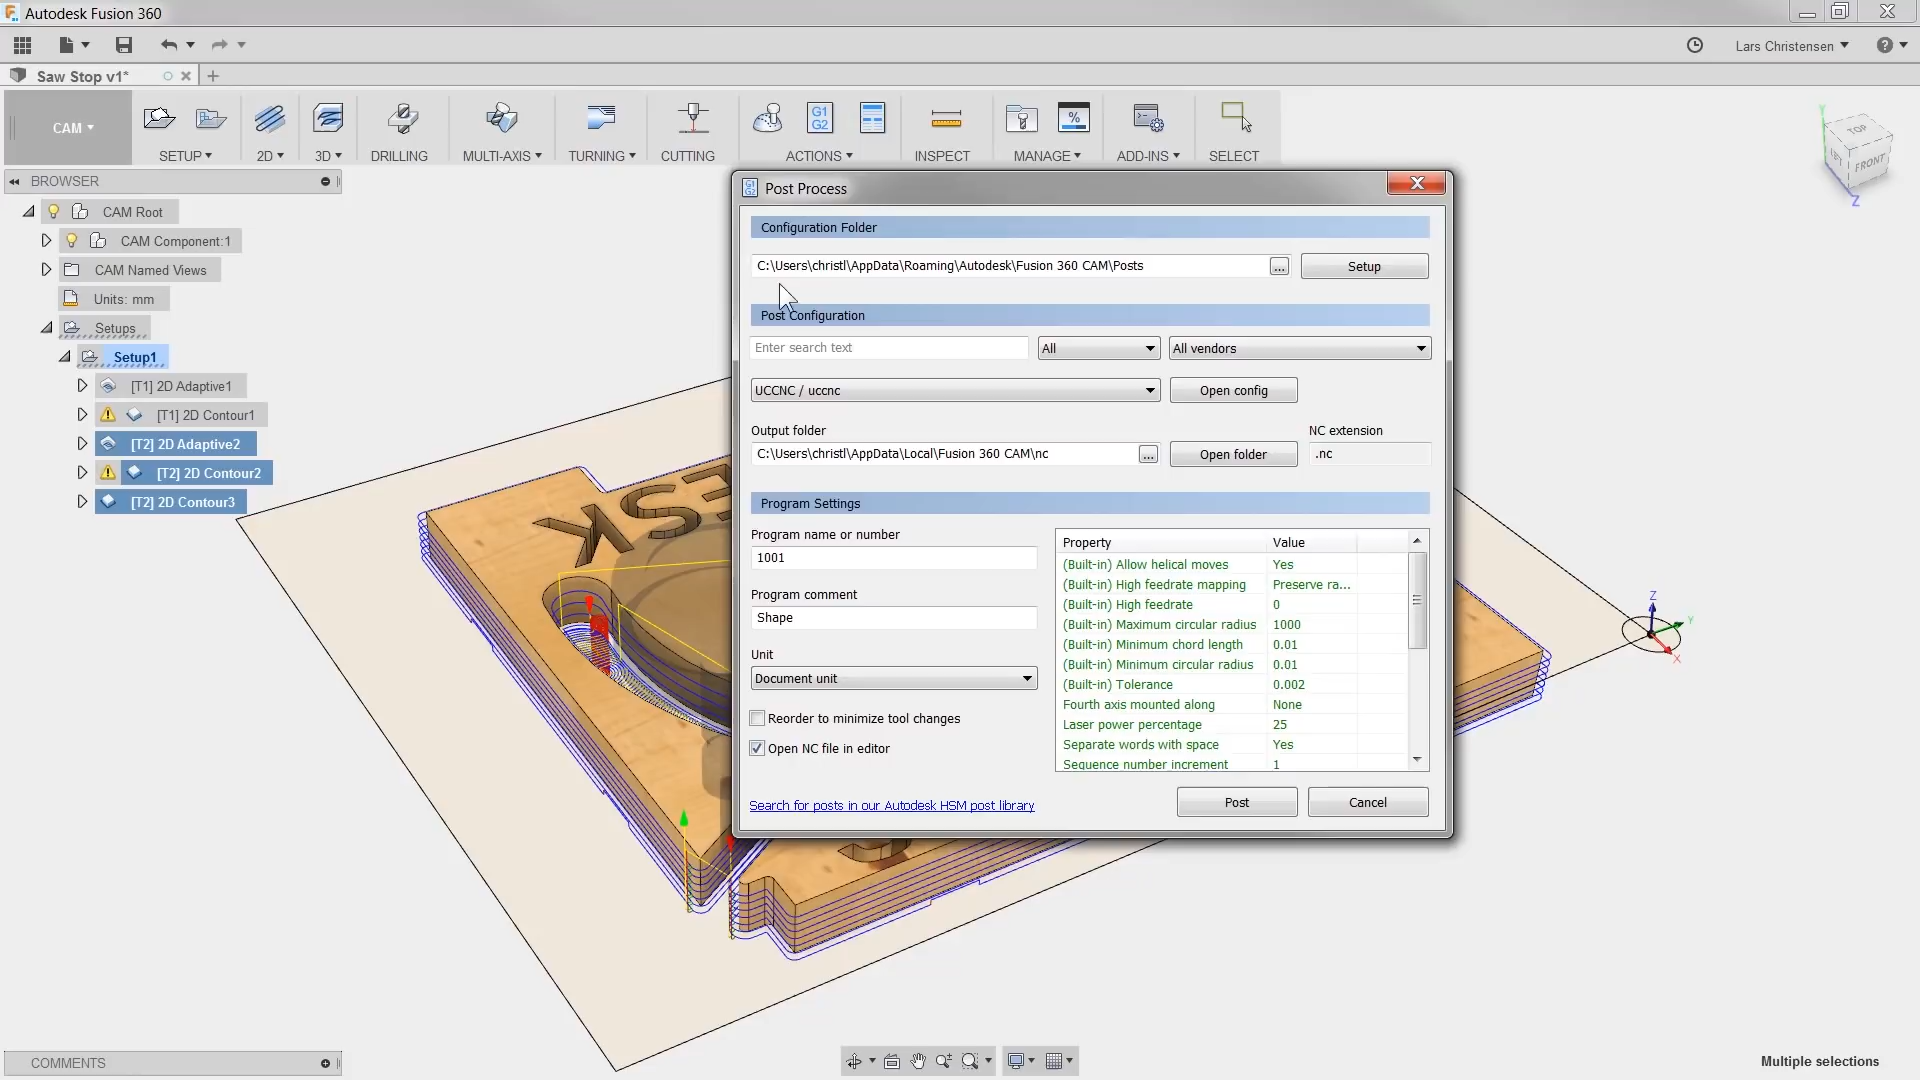 Autodesk Fusion 360
Lars Christensen
Saw Stop v1*
CAM
SETUP
2D
3D
DRILLING
MULTI-AXIS
TURNING
CUTTING
ACTIONS
INSPECT
MANAGE
ADD-INS
SELECT
G1
G2
%
TOP
FRONT
Y
Z
BROWSER
CAM Root
CAM Component:1
CAM Named Views
Units: mm
Setups
Setup1
[T1] 2D Adaptive1
[T1] 2D Contour1
[T2] 2D Adaptive2
[T2] 2D Contour2
[T2] 2D Contour3
Post Process
Configuration Folder
C:\Users\christl\AppData\Roaming\Autodesk\Fusion 360 CAM\Posts
...
Setup
Post Configuration
Enter search text
All
All vendors
UCCNC / uccnc
Open config
Output folder
NC extension
C:\Users\christl\AppData\Local\Fusion 360 CAM\nc
...
Open folder
.nc
Program Settings
Program name or number
1001
Program comment
Shape
Unit
Document unit
Reorder to minimize tool changes
Open NC file in editor
Property Value
(Built-in) Allow helical moves Yes
(Built-in) High feedrate mapping Preserve ra...
(Built-in) High feedrate 0
(Built-in) Maximum circular radius 1000
(Built-in) Minimum chord length 0.01
(Built-in) Minimum circular radius 0.01
(Built-in) Tolerance 0.002
Fourth axis mounted along None
Laser power percentage 25
Separate words with space Yes
Sequence number increment 1
Search for posts in our Autodesk HSM post library
Post
Cancel
ESK
Z
Y
X
COMMENTS
Multiple selections